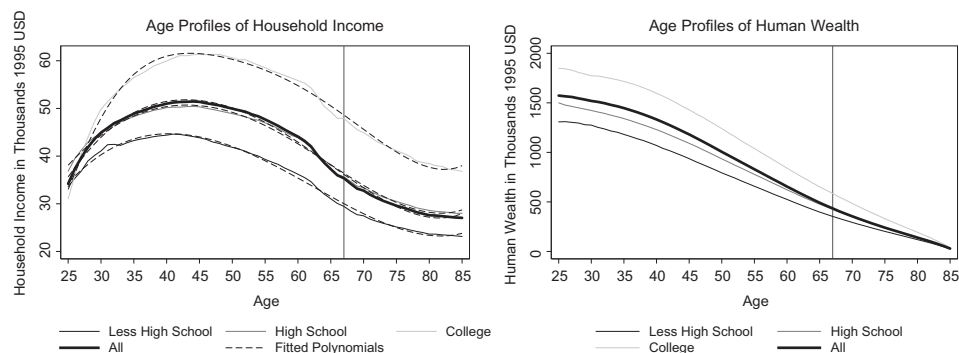 Age Profiles of Household Income
Household Income in Thousands 1995 USD
60
50
40
30
20
25 30 35 40 45 50 55 60 65 70 75 80 85
Age
Less High School High School College
All Fitted Polynomials
Age Profiles of Human Wealth
Human Wealth in Thousands 1995 USD
2000
1500
1000
500
0
25 30 35 40 45 50 55 60 65 70 75 80 85
Age
Less High School High School
College All